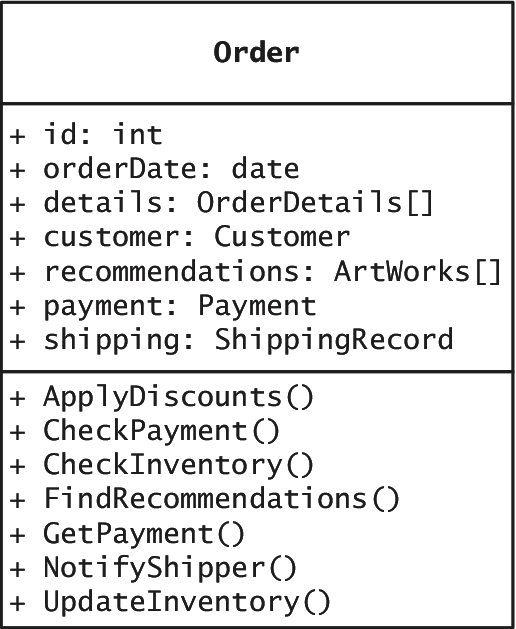 Order
+ id: int
+ orderDate: date
+ details: OrderDetails[]
+ customer: Customer
+ recommendations: ArtWorks[]
+ payment: Payment
+ shipping: ShippingRecord
+ ApplyDiscounts()
+ CheckPayment()
+ CheckInventory()
+ FindRecommendations()
+ GetPayment()
+ NotifyShipper()
+ UpdateInventory()